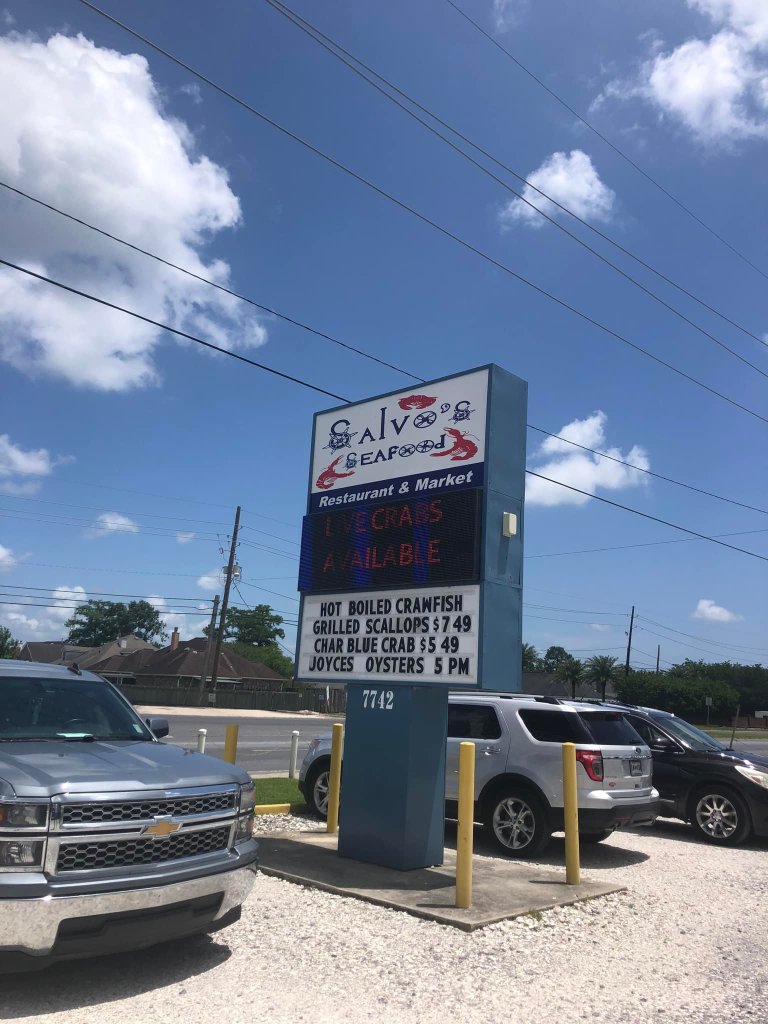 Salvo's
SEAFOOD
Restaurant & Market
LIVE CRABS
AVAILABLE
HOT BOILED CRAWFISH
GRILLED SCALLOPS $7 49
CHAR BLUE CRAB $5 49
JOYCES OYSTERS 5 PM
7742